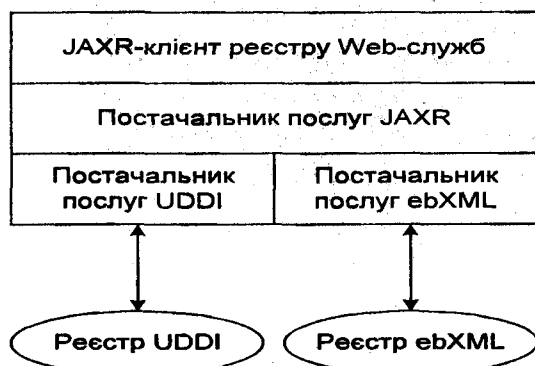 JAXR-клієнт реєстру Web-служб
Постачальник послуг JAXR
Постачальник
послуг UDDI
Постачальник
послуг ebXML
Реєстр UDDI
Реєстр ebXML